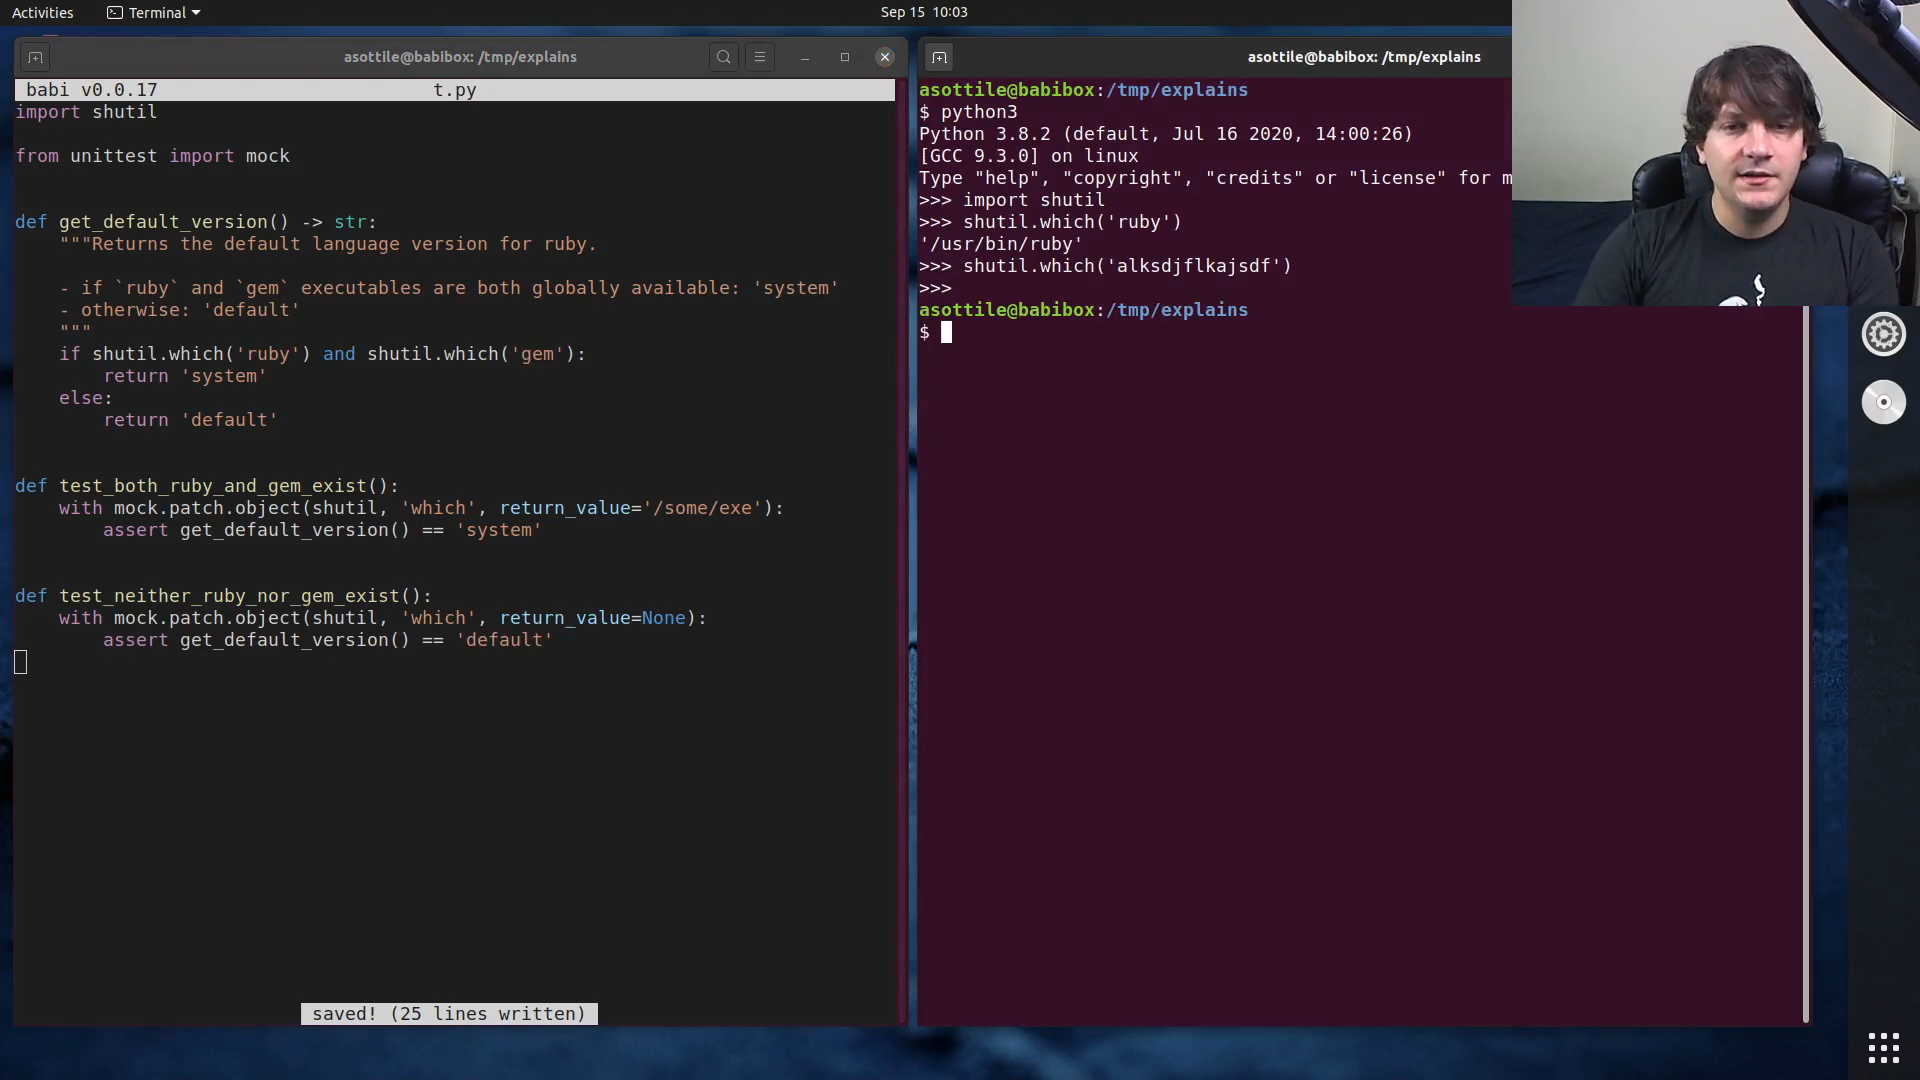 Activities
Terminal
Sep 15 10:03
asottile@babibox: /tmp/explains
babi v0.0.17 t.py
import shutil
from unittest import mock
def get_default_version() -> str:
"""Returns the default language version for ruby.
- if `ruby` and `gem` executables are both globally available: 'system'
- otherwise: 'default'
"""
if shutil.which('ruby') and shutil.which('gem'):
return 'system'
else:
return 'default'
def test_both_ruby_and_gem_exist():
with mock.patch.object(shutil, 'which', return_value='/some/exe'):
assert get_default_version() == 'system'
def test_neither_ruby_nor_gem_exist():
with mock.patch.object(shutil, 'which', return_value=None):
assert get_default_version() == 'default'
saved! (25 lines written)
asottile@babibox: /tmp/explains
asottile@babibox:/tmp/explains
$ python3
Python 3.8.2 (default, Jul 16 2020, 14:00:26)
[GCC 9.3.0] on linux
Type "help", "copyright", "credits" or "license" for m
>>> import shutil
>>> shutil.which('ruby')
'/usr/bin/ruby'
>>> shutil.which('alksdjflkajsdf')
>>>
asottile@babibox:/tmp/explains
$